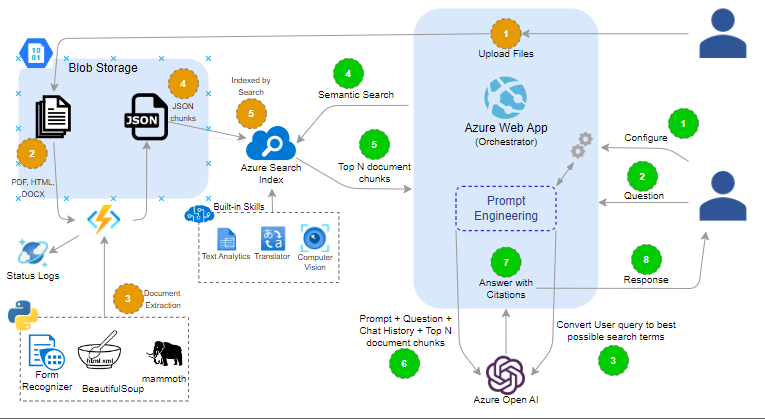 1
Upload Files
10
01
Blob Storage
4
JSON
chunks
JSON
2
PDF, HTML,
DOCX
Indexed by
Search
5
Azure Search
Index
4
Semantic Search
5
Top N document
chunks
Azure Web App
(Orchestrator)
1
Configure
2
Question
Prompt
Engineering
Built-in Skills
Text Analytics
Translator
Computer
Vision
Status Logs
7
Answer with
Citations
8
Response
3
Document
Extraction
Form
Recognizer
html xml
BeautifulSoup
mammoth
Prompt + Question +
Chat History + Top N
document chunks
6
Convert User query to best
possible search terms
3
Azure Open AI